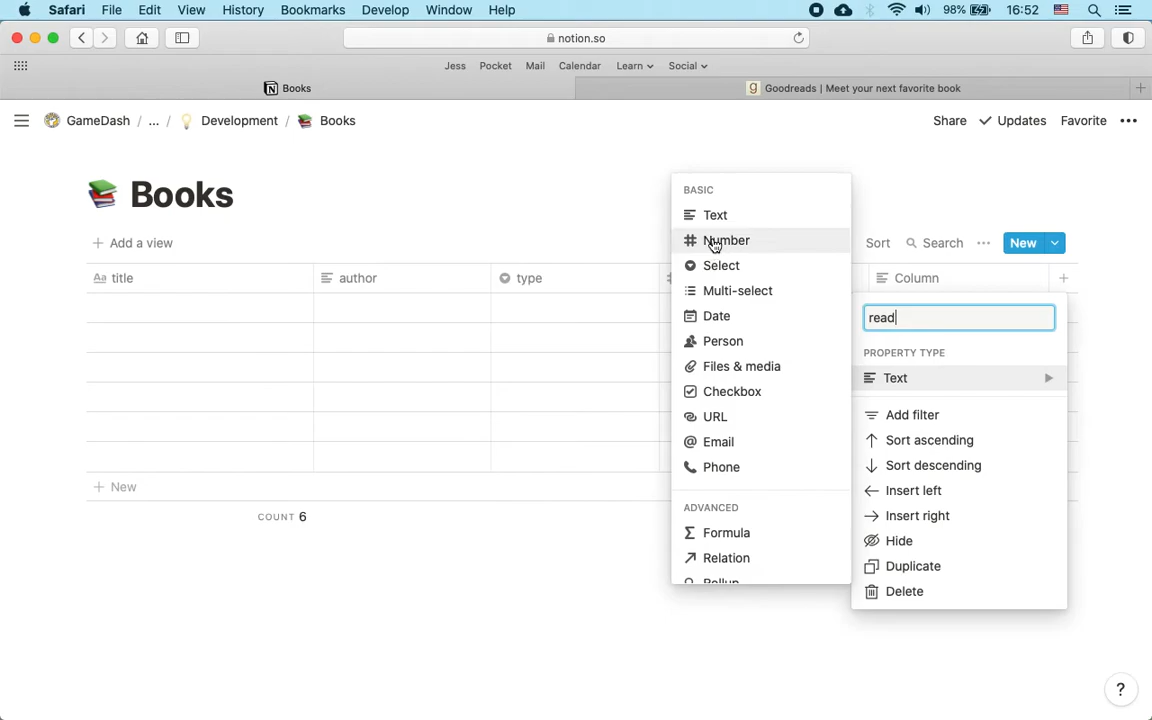 Safari File Edit View History Bookmarks Develop Window Help 98% 16:52
notion.so
Jess Pocket Mail Calendar Learn Social
Books
Goodreads | Meet your next favorite book
GameDash / ... / Development / Books
Share Updates Favorite
Books
Add a view
Sort Search New
title author type Column
New
COUNT 6
BASIC
Text
Number
Select
Multi-select
Date
Person
Files & media
Checkbox
URL
Email
Phone
ADVANCED
Formula
Relation
Rollup
read
PROPERTY TYPE
Text
Add filter
Sort ascending
Sort descending
Insert left
Insert right
Hide
Duplicate
Delete
?